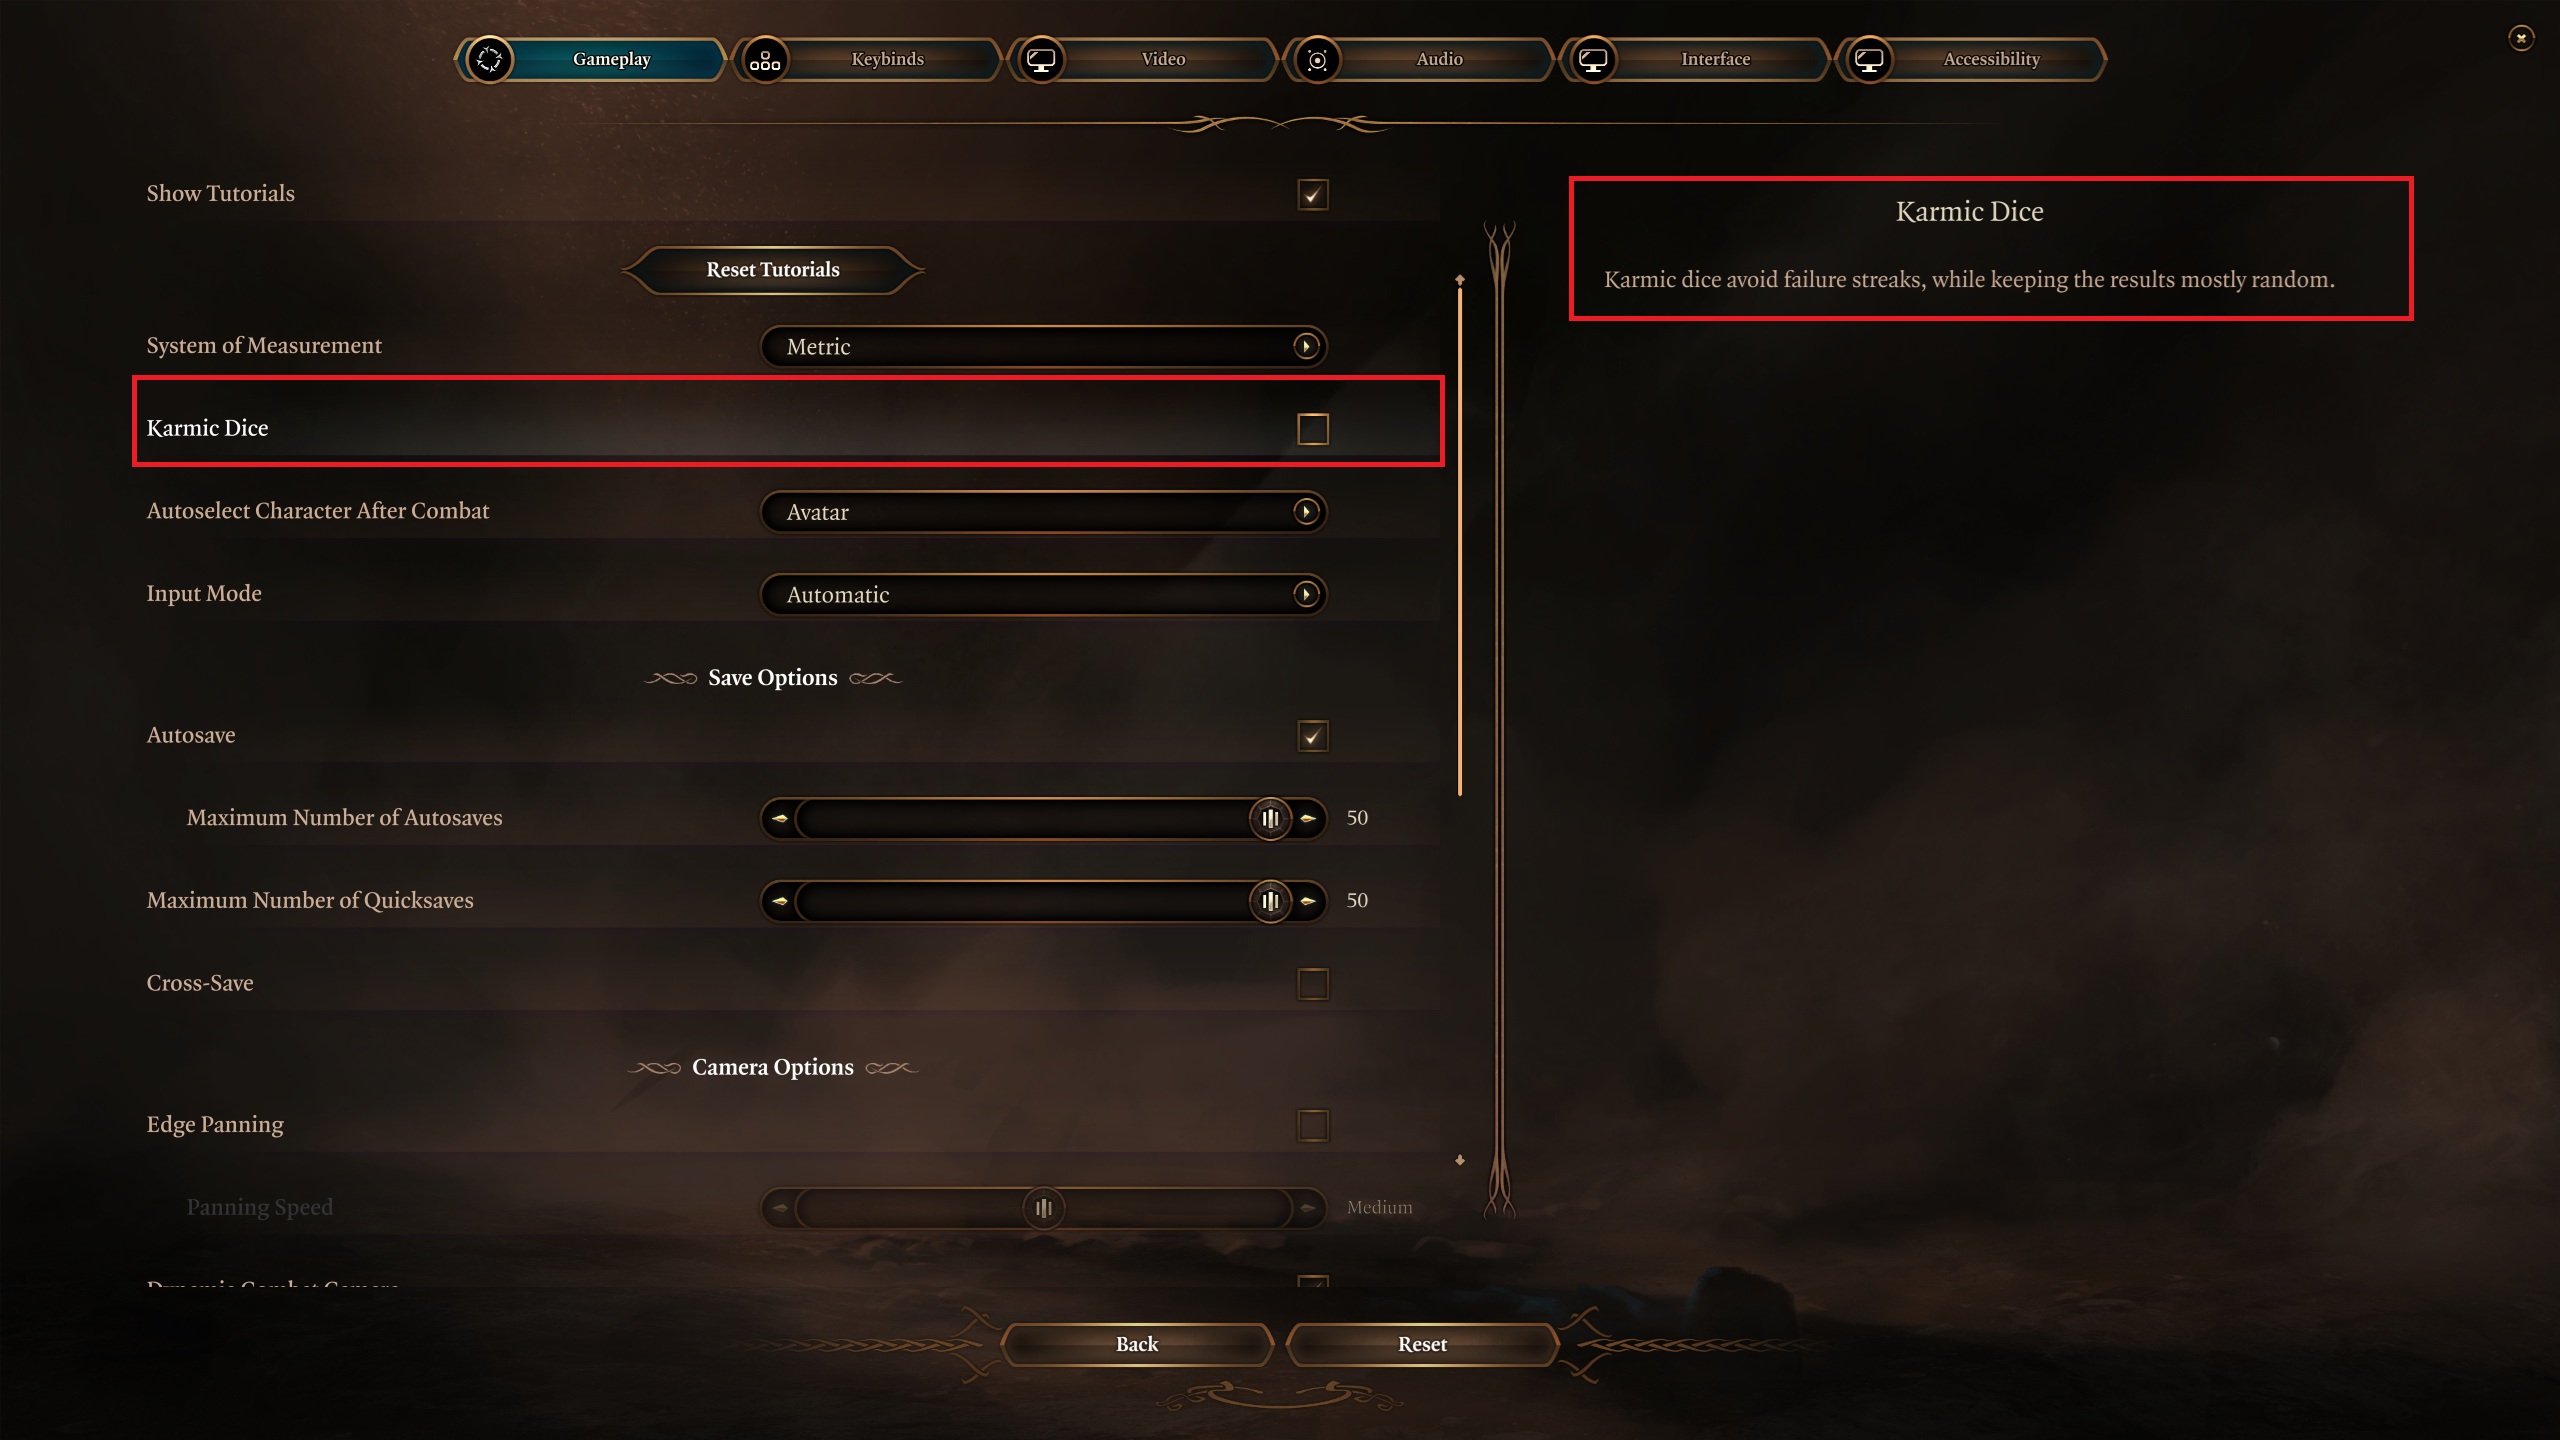 Gameplay
Keybinds
Video
Audio
Interface
Accessibility
Show Tutorials
Reset Tutorials
System of Measurement
Metric
Karmic Dice
Autoselect Character After Combat
Avatar
Input Mode
Automatic
Save Options
Autosave
Maximum Number of Autosaves
50
Maximum Number of Quicksaves
50
Cross-Save
Camera Options
Edge Panning
Panning Speed
Medium
Dynamic Combat Camera
Karmic Dice
Karmic dice avoid failure streaks, while keeping the results mostly random.
Back
Reset